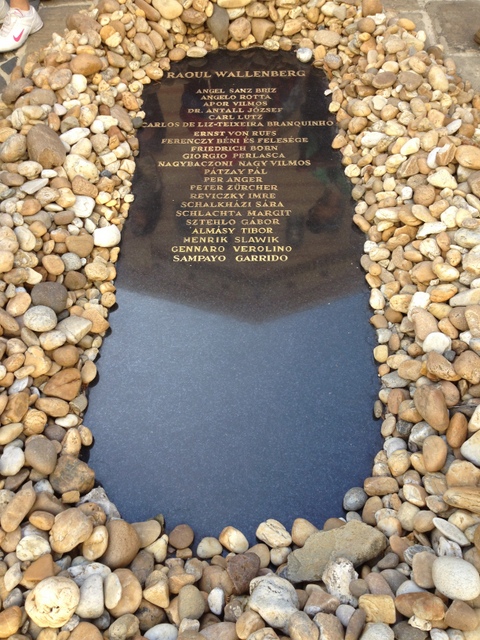 RAOUL WALLENBERG
ANGEL SANZ BRIZ
ANGELO ROTTA
APOR VILMOS
DR. ANTALL JÓZSEF
CARL LUTZ
CARLOS DE LIZ-TEIXEIRA BRANQUINHO
ERNST VON RUFS
FERENCZY BÉNI ÉS FELESÉGE
FRIEDRICH BORN
GIORGIO PERLASCA
NAGYBACZONI NAGY VILMOS
PÁTZAY PÁL
PER ANGER
PETER ZÜRCHER
REVICZKY IMRE
SCHALKHÁZI SÁRA
SCHLACHTA MARGIT
SZTEHLO GÁBOR
ALMÁSY TIBOR
HENRIK SLAWIK
GENNARO VEROLINO
SAMPAYO GARRIDO